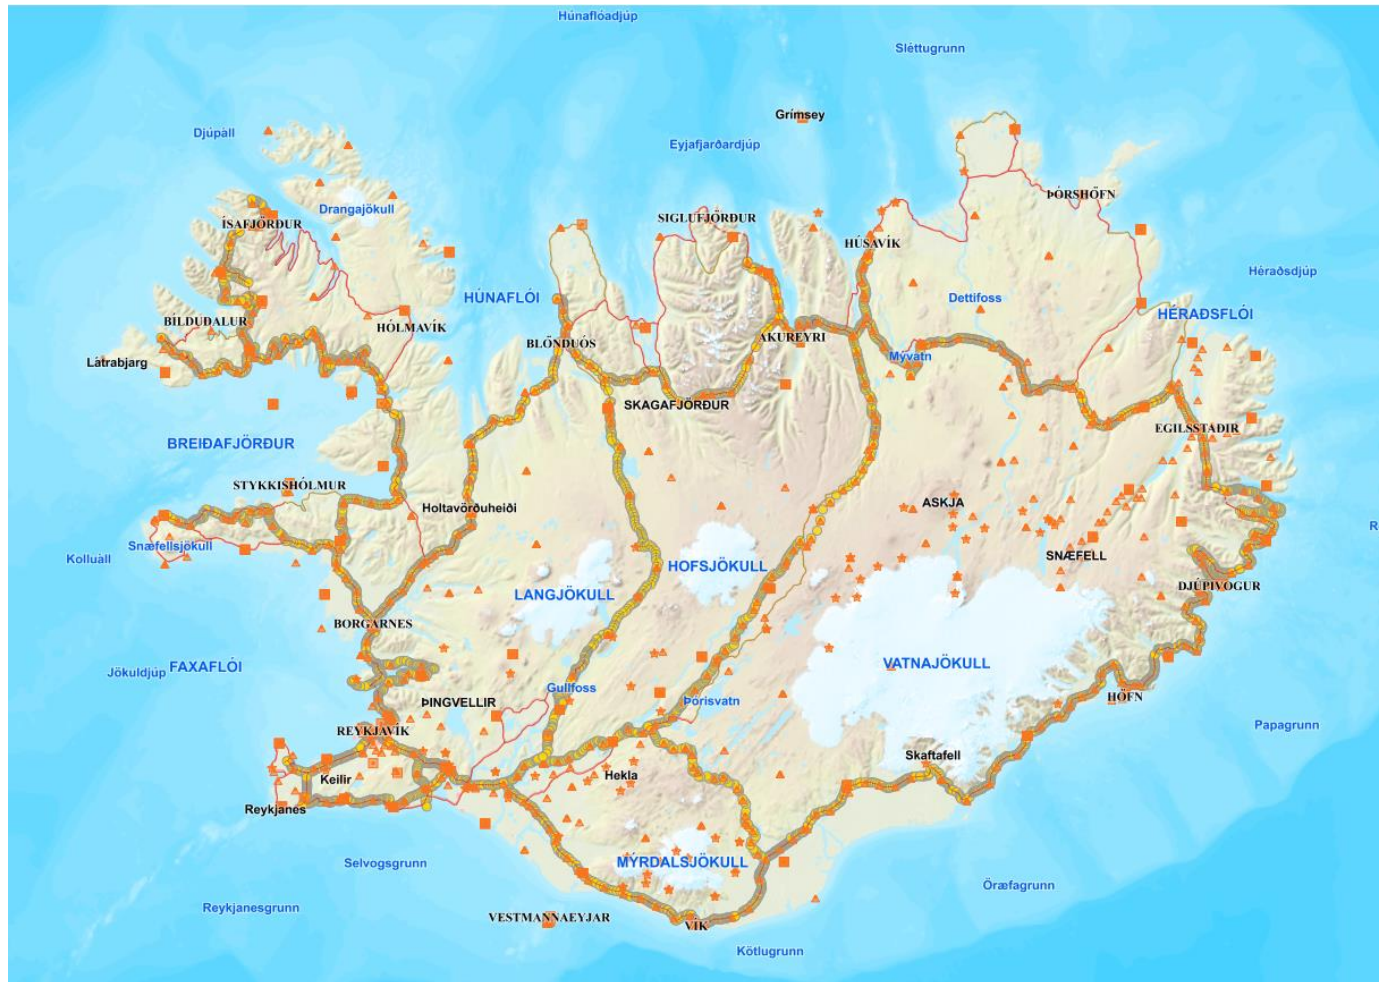 Húnaflóadjúp
Sléttugrunn
Grímsey
Djúpáll
Eyjafjarðardjúp
Drangajökull
ÞÓRSHÖFN
ÍSAFJÖRÐUR
SIGLUFJÖRÐUR
HÚSAVÍK
Héraðsdjúp
HÚNAFLÓI
Dettifoss
HÉRAÐSFLÓI
BÍLDUÐALUR
HÓLMAVÍK
BLÖNDUÓS
AKUREYRI
Mývatn
Látrabjarg
SKAGAFJÖRÐUR
EGILSSTAÐIR
BREIÐAFJÖRÐUR
STYKKISHÓLMUR
Holtavörðuheiði
ASKJA
R
Kolluáll
Snæfellsjökull
SNÆFELL
HOFSJÖKULL
DJÚPIVOGUR
LANGJÖKULL
BORGARNES
Jökuldjúp
FAXAFLÓI
VATNAJÖKULL
Gullfoss
ÞINGVELLIR
Þórisvatn
HÖFN
REYKJAVÍK
Papagrunn
Skaftafell
Keilir
Hekla
Reykjanes
Selvogsgrunn
MÝRDALSJÖKULL
Öræfagrunn
Reykjanesgrunn
VESTMANNAEYJAR
VÍK
Kötlugrunn